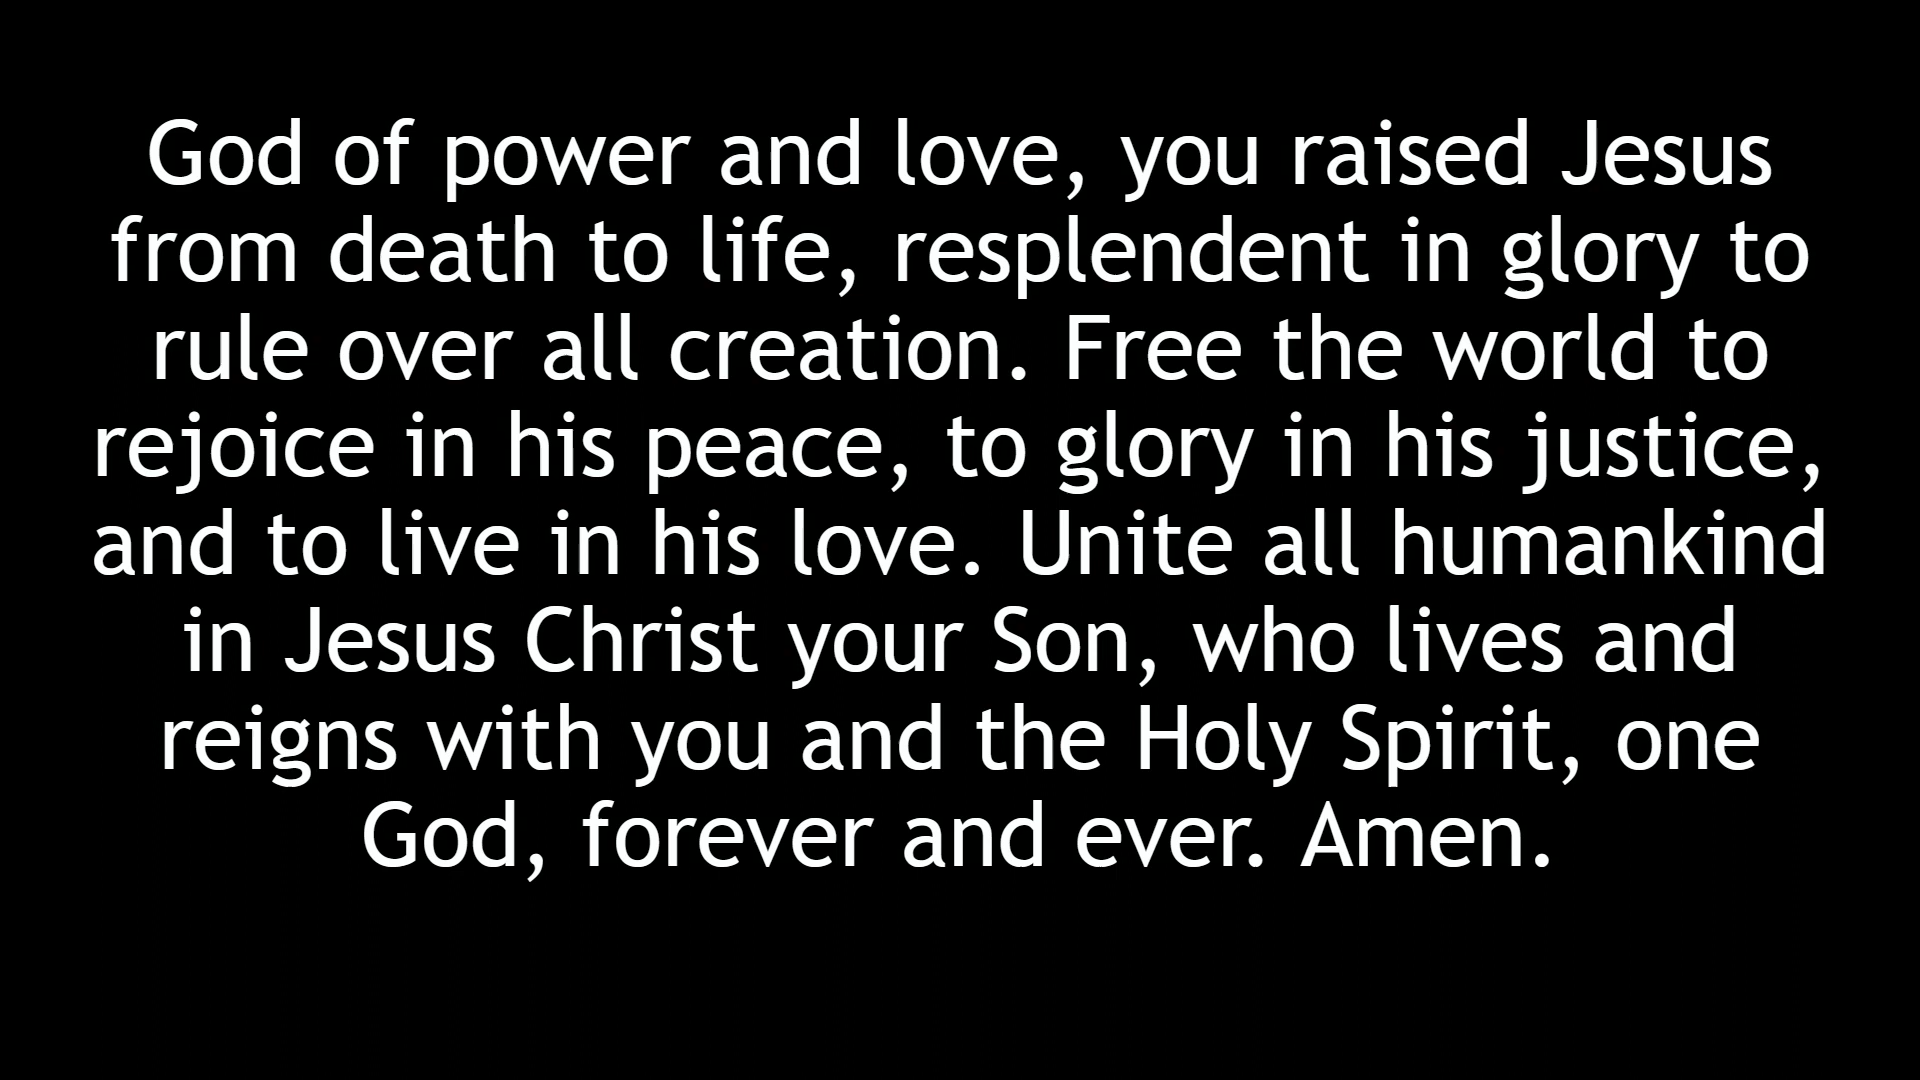 God of power and love, you raised Jesus
from death to life, resplendent in glory to
rule over all creation. Free the world to
rejoice in his peace, to glory in his justice,
and to live in his love. Unite all humankind
in Jesus Christ your Son, who lives and
reigns with you and the Holy Spirit, one
God, forever and ever. Amen.